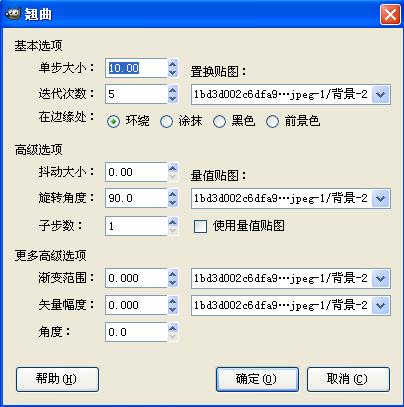 翘曲
基本选项
单步大小： 10.00 置换贴图：
迭代次数： 5 1bd3d002c6dfa9…jpeg-1/背景-2
在边缘处： 环绕 涂抹 黑色 前景色
高级选项
抖动大小： 0.00 量值贴图：
旋转角度： 90.0 1bd3d002c6dfa9…jpeg-1/背景-2
子步数： 1 使用量值贴图
更多高级选项
渐变范围： 0.000 1bd3d002c6dfa9…jpeg-1/背景-2
矢量幅度： 0.000 1bd3d002c6dfa9…jpeg-1/背景-2
角度： 0.0
帮助(H) 确定(O) 取消(C)